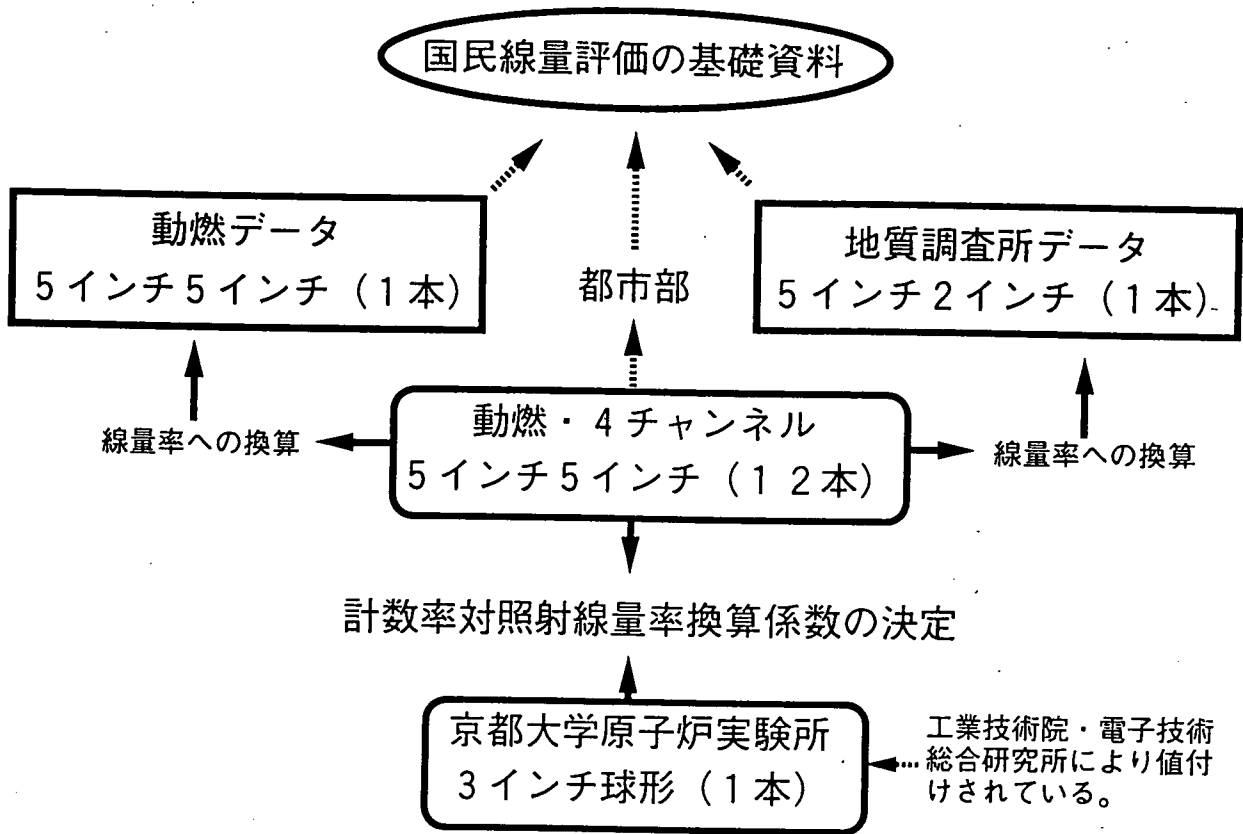 国民線量評価の基礎資料
動燃データ
5インチ5インチ（1本）
都市部
地質調査所データ
5インチ2インチ（1本）
線量率への換算
動燃・4チャンネル
5インチ5インチ（12本）
線量率への換算
計数率対照射線量率換算係数の決定
京都大学原子炉実験所
3インチ球形（1本）
工業技術院・電子技術
総合研究所により値付
けされている。